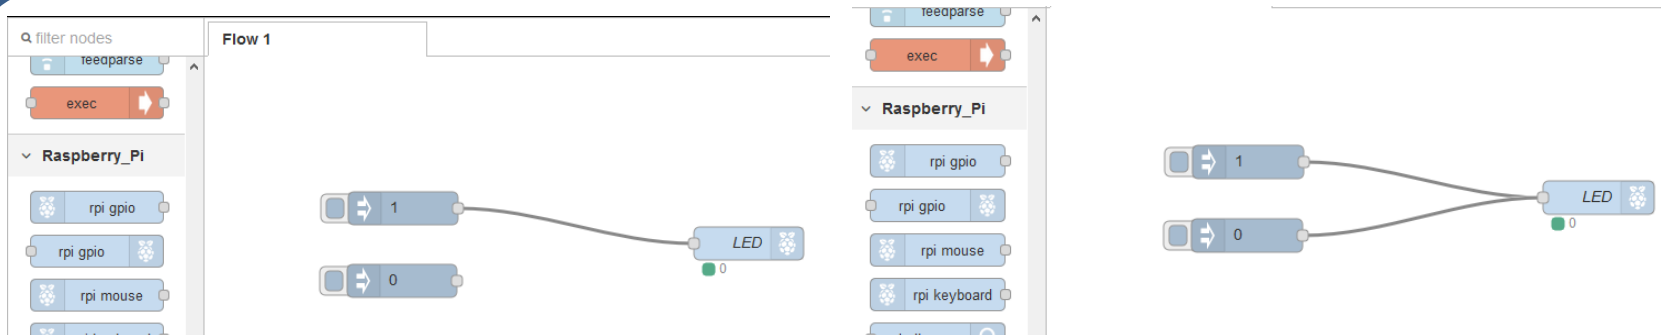 filter nodes
Flow 1
feedparse
exec
Raspberry_Pi
rpi gpio
rpi gpio
rpi mouse
1
0
LED
0
feedparse
exec
Raspberry_Pi
rpi gpio
rpi gpio
rpi mouse
rpi keyboard
1
0
LED
0